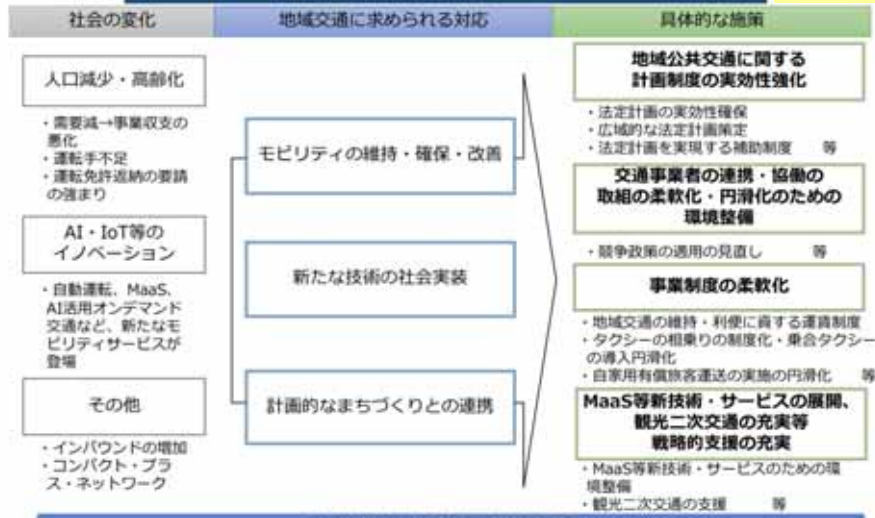 社会の変化
地域交通に求められる対応
具体的な施策
人口減少・高齢化
・需要減→事業収支の
悪化
・運転手不足
・運転免許返納の要請
の強まり
AI・IoT等の
イノベーション
・自動運転、MaaS、
AI活用オンデマンド
交通など、新たなモ
ビリティサービスが
登場
その他
・インバウンドの増加
・コンパクト・プラ
ス・ネットワーク
モビリティの維持・確保・改善
新たな技術の社会実装
計画的なまちづくりとの連携
地域公共交通に関する
計画制度の実効性強化
・法定計画の実効性確保
・広域的な法定計画策定
・法定計画を実現する補助制度 等
交通事業者の連携・協働の
取組の柔軟化・円滑化のための
環境整備
・競争政策の適用の見直し 等
事業制度の柔軟化
・地域交通の維持・利便に資する運賃制度
・タクシーの相乗りの制度化・乗合タクシー
の導入円滑化
・自家用有償旅客運送の実施の円滑化 等
MaaS等新技術・サービスの展開、
観光二次交通の充実等
戦略的支援の充実
・MaaS等新技術・サービスのための環
境整備
・観光二次交通の支援 等